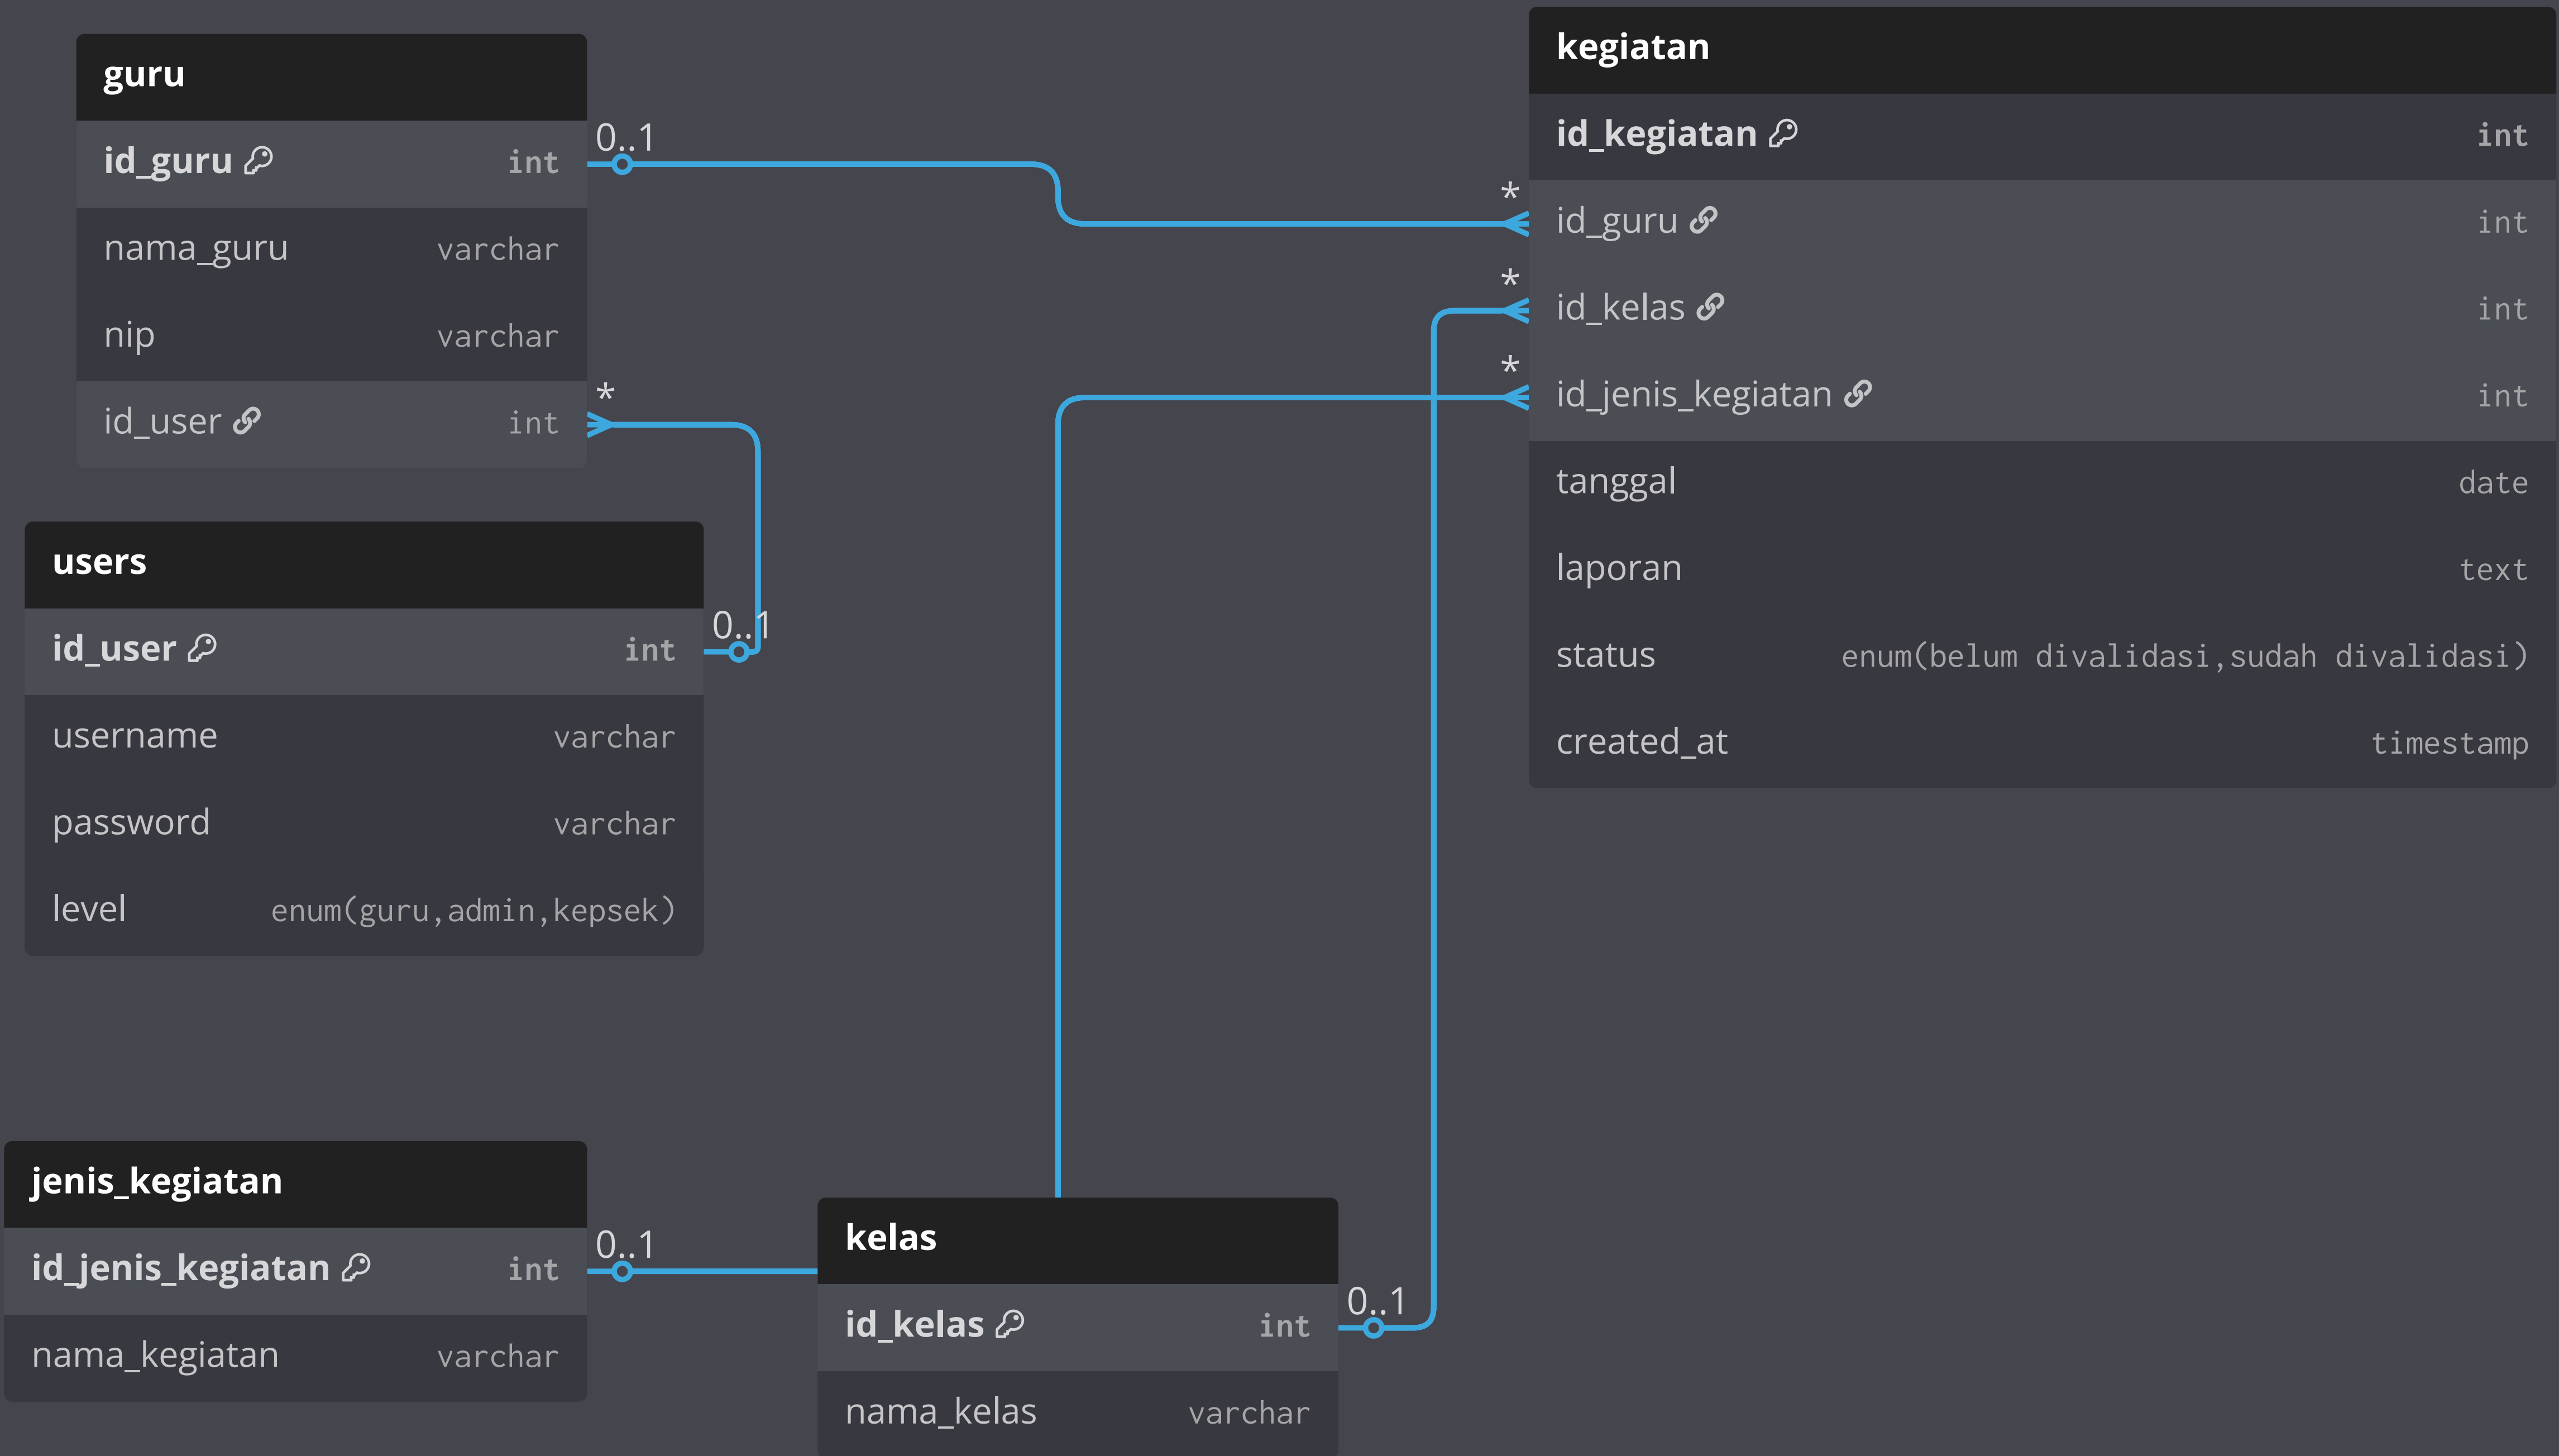 guru
id_guru int
nama_guru varchar
nip varchar
id_user int
0..1
*
users
id_user int
username varchar
password varchar
level enum(guru,admin,kepsek)
0..1
kegiatan
id_kegiatan int
* id_guru int
* id_kelas int
* id_jenis_kegiatan int
tanggal date
laporan text
status enum(belum divalidasi,sudah divalidasi)
created_at timestamp
jenis_kegiatan
id_jenis_kegiatan int
nama_kegiatan varchar
0..1
kelas
id_kelas int
nama_kelas varchar
0..1